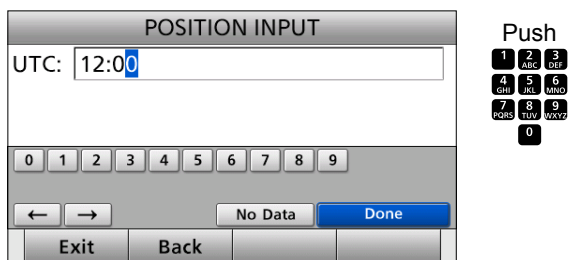 POSITION INPUT
UTC: 12:00
0 1 2 3 4 5 6 7 8 9
← → No Data Done
Exit Back
Push
1 2 ABC 3 DEF
4 GHI 5 JKL 6 MNO
7 PQRS 8 TUV 9 WXYZ
0